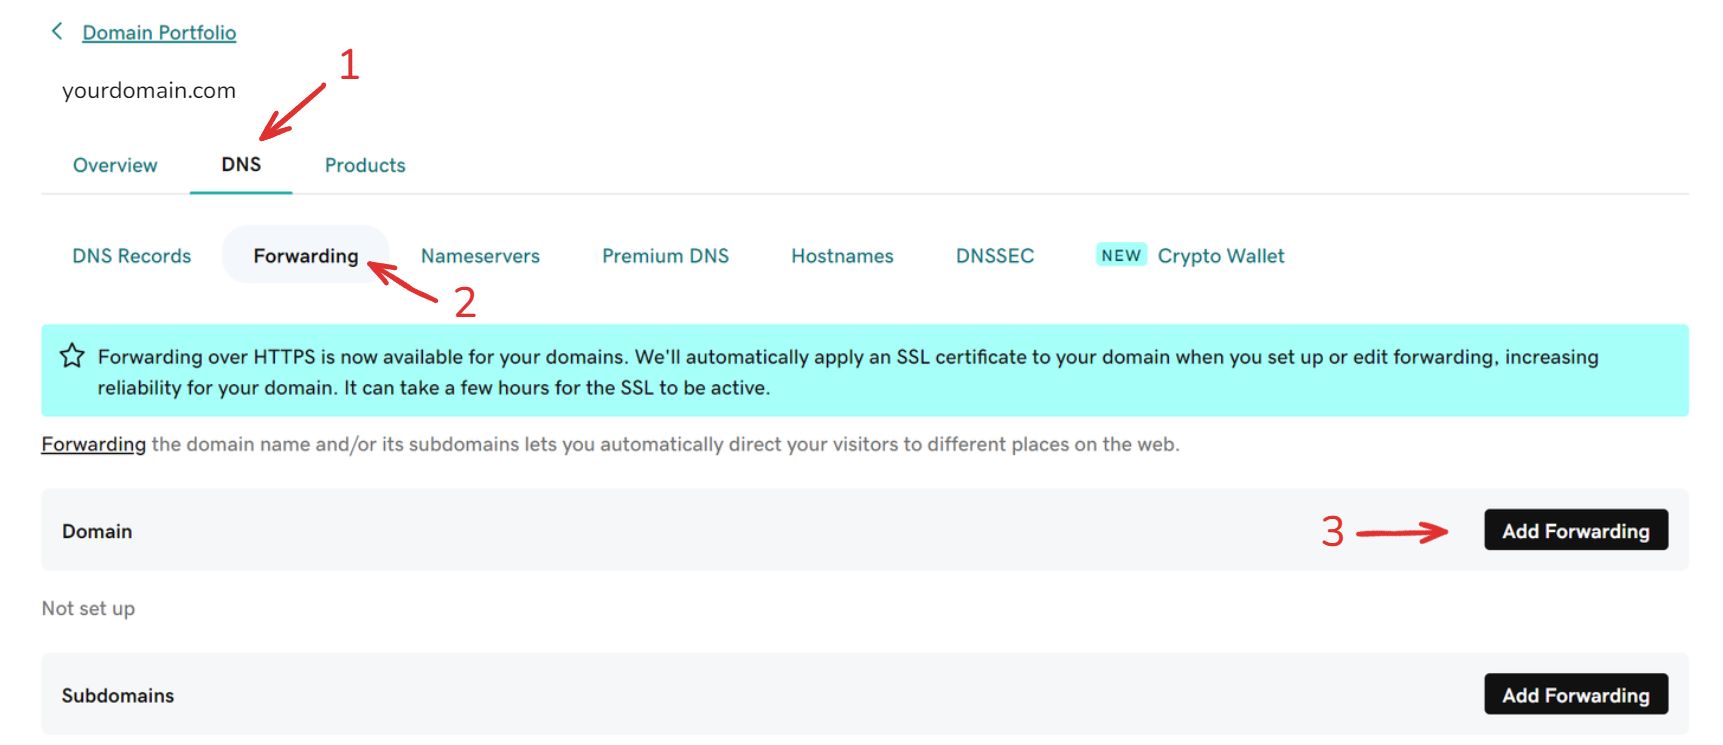 Domain Portfolio
1
yourdomain.com
Overview DNS Products
DNS Records Forwarding Nameservers Premium DNS Hostnames DNSSEC NEW Crypto Wallet
2
Forwarding over HTTPS is now available for your domains. We'll automatically apply an SSL certificate to your domain when you set up or edit forwarding, increasing
reliability for your domain. It can take a few hours for the SSL to be active.
Forwarding the domain name and/or its subdomains lets you automatically direct your visitors to different places on the web.
Domain 3 Add Forwarding
Not set up
Subdomains Add Forwarding